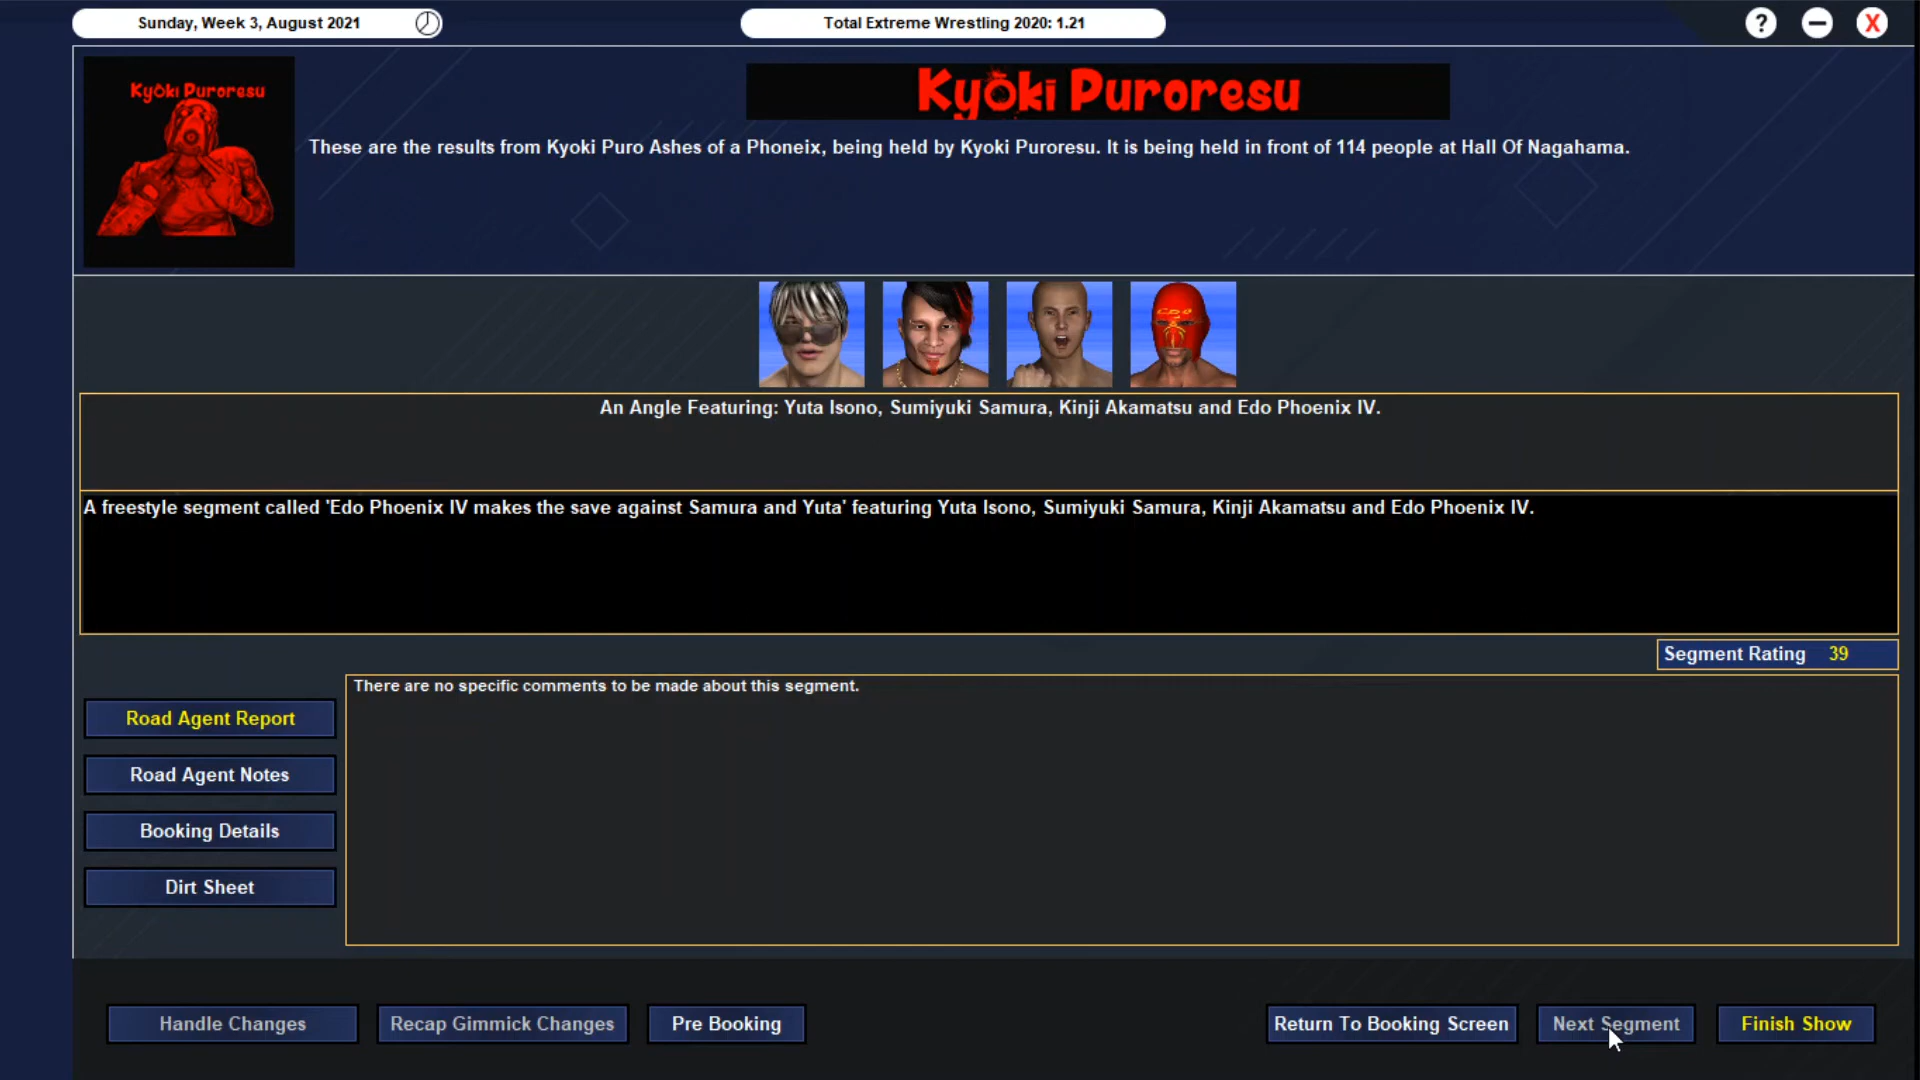 Sunday, Week 3, August 2021
Total Extreme Wrestling 2020: 1.21
?
X
Kyōki Puroresu
Kyōki Puroresu
These are the results from Kyoki Puro Ashes of a Phoneix, being held by Kyoki Puroresu. It is being held in front of 114 people at Hall Of Nagahama.
An Angle Featuring: Yuta Isono, Sumiyuki Samura, Kinji Akamatsu and Edo Phoenix IV.
A freestyle segment called 'Edo Phoenix IV makes the save against Samura and Yuta' featuring Yuta Isono, Sumiyuki Samura, Kinji Akamatsu and Edo Phoenix IV.
Segment Rating 39
There are no specific comments to be made about this segment.
Road Agent Report
Road Agent Notes
Booking Details
Dirt Sheet
Handle Changes
Recap Gimmick Changes
Pre Booking
Return To Booking Screen
Next Segment
Finish Show